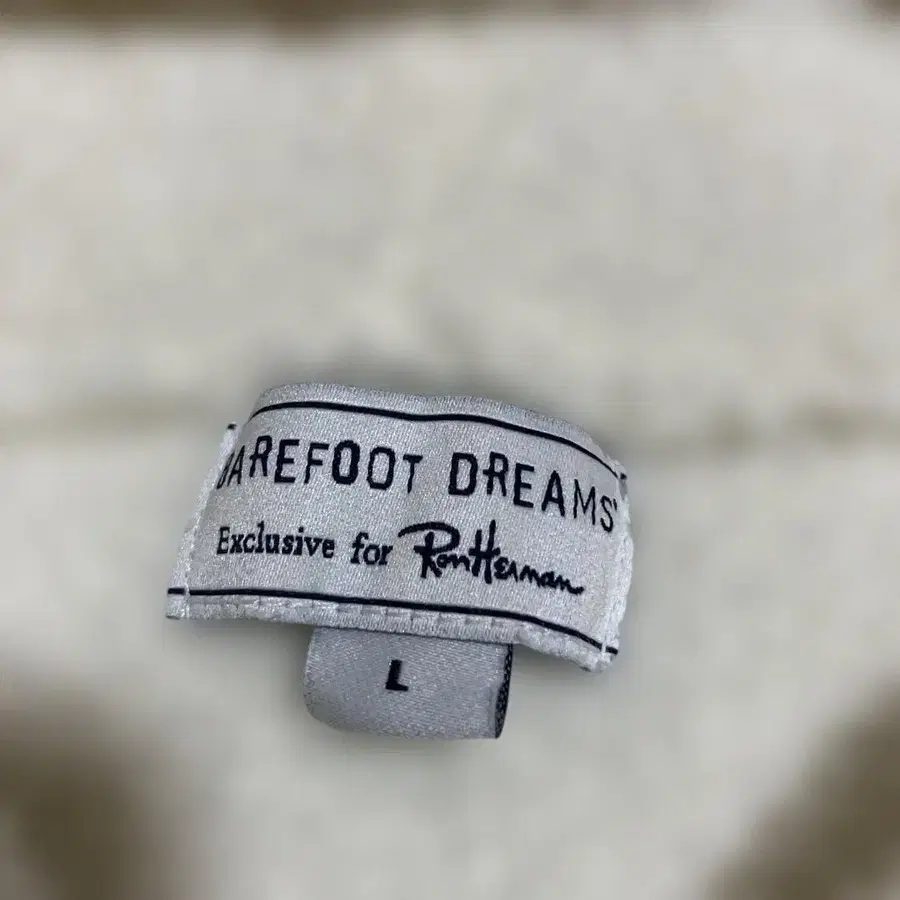 BAREFOOT DREAMS
Exclusive for Ron Herman
L